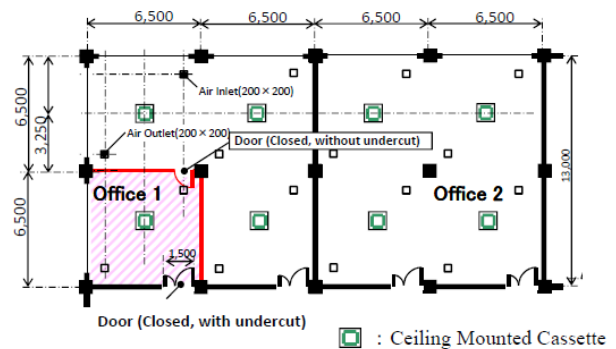 6,500
6,500
6,500
6,500
Air Inlet(200×200)
6,500
3,250
Air Outlet(200×200)
Door (Closed, without undercut)
13,000
Office 1
Office 2
6,500
1,500
Door (Closed, with undercut)
: Ceiling Mounted Cassette